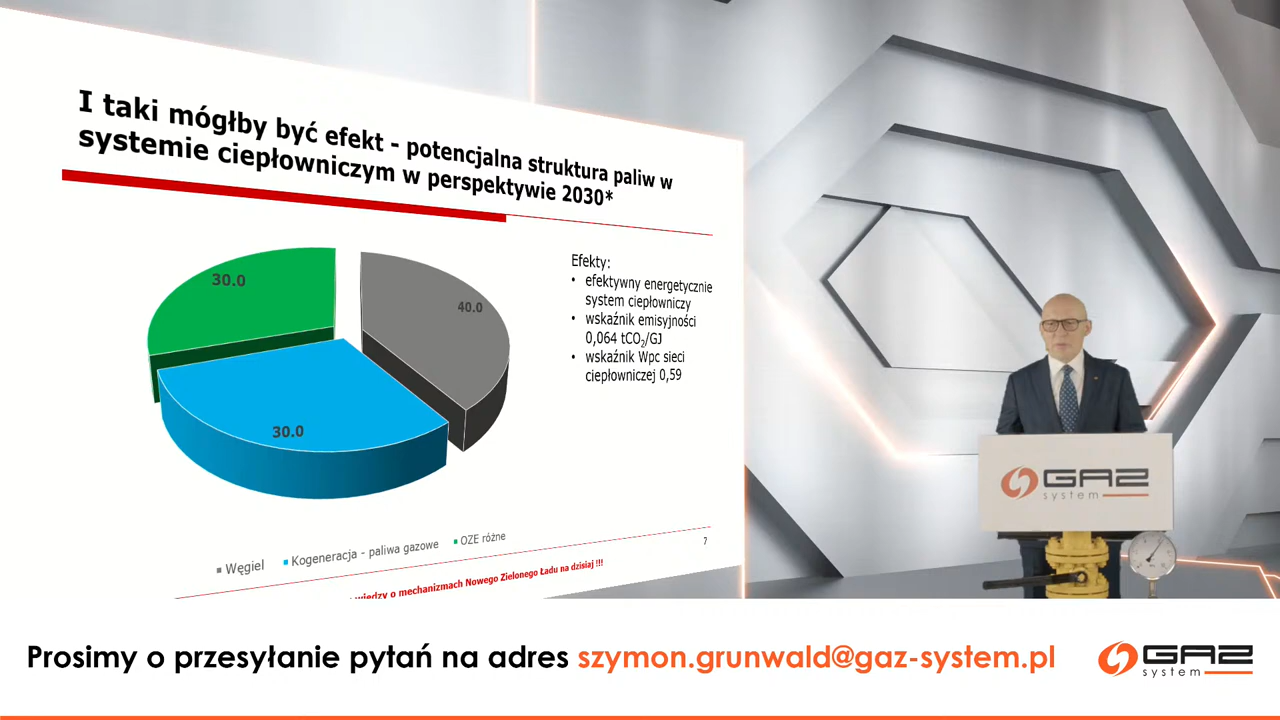 I taki mógłby być efekt - potencjalna struktura paliw w
systemie ciepłowniczym w perspektywie 2030*
30.0
40.0
30.0
Efekty:
• efektywny energetycznie
system ciepłowniczy
• wskaźnik emisyjności
0,064 tCO₂/GJ
• wskaźnik Wpc sieci
ciepłowniczej 0,59
Węgiel Kogeneracja - paliwa gazowe OZE różne
7
wiedzy o mechanizmach Nowego Zielonego Ładu na dzisiaj !!!
GAZ
system
Prosimy o przesyłanie pytań na adres szymon.grunwald@gaz-system.pl
GAZ
system